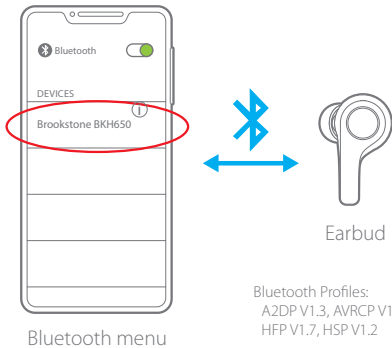 Bluetooth
DEVICES
Brookstone BKH650
Earbud
Bluetooth Profiles:
A2DP V1.3, AVRCP V1
HFP V1.7, HSP V1.2
Bluetooth menu